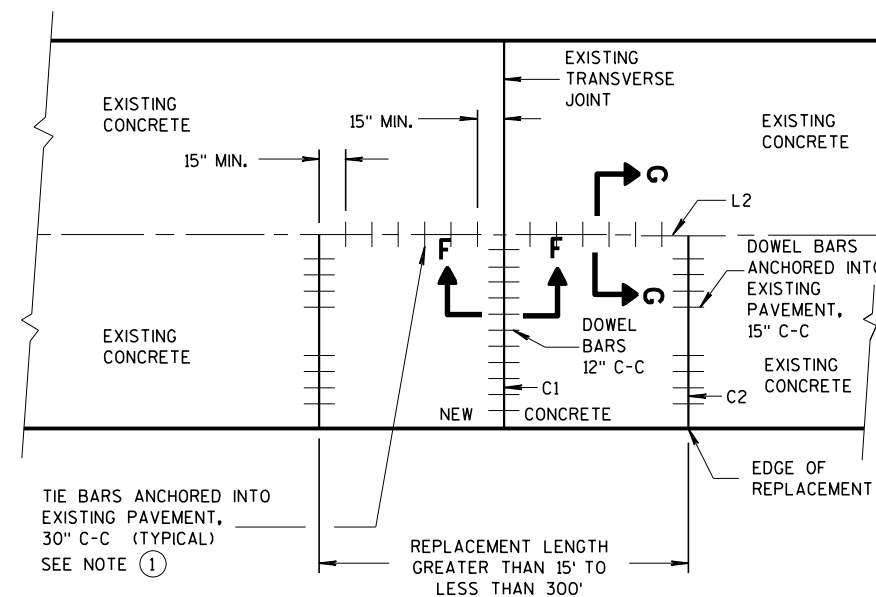 EXISTING
TRANSVERSE
JOINT
EXISTING
CONCRETE
15" MIN.
EXISTING
CONCRETE
15" MIN.
G
L2
F
F
DOWEL BARS
ANCHORED INTO
EXISTING
PAVEMENT,
15" C-C
G
EXISTING
CONCRETE
DOWEL
BARS
12" C-C
EXISTING
CONCRETE
C1
C2
NEW CONCRETE
EDGE OF
REPLACEMENT
TIE BARS ANCHORED INTO
EXISTING PAVEMENT,
30" C-C (TYPICAL)
SEE NOTE 1
REPLACEMENT LENGTH
GREATER THAN 15' TO
LESS THAN 300'